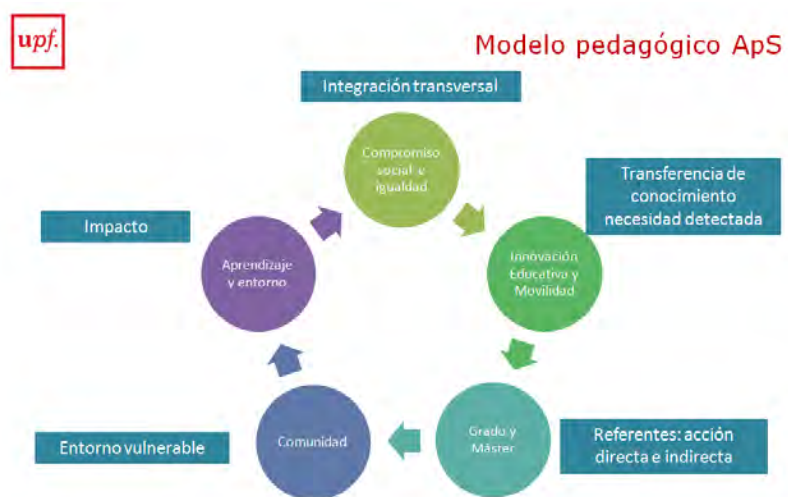 upf.
Modelo pedagógico ApS
Integración transversal
Compromiso
social e
igualdad
Transferencia de
conocimiento
necesidad detectada
Impacto
Aprendizaje
y entorno
Innovación
Educativa y
Movilidad
Entorno vulnerable
Comunidad
Grado y
Máster
Referentes: acción
directa e indirecta